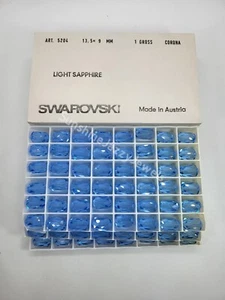 ART. 5204 13.5× 9 MM 1 GROSS CORONA
LIGHT SAPPHIRE
SWAROVSKI Made in Austria